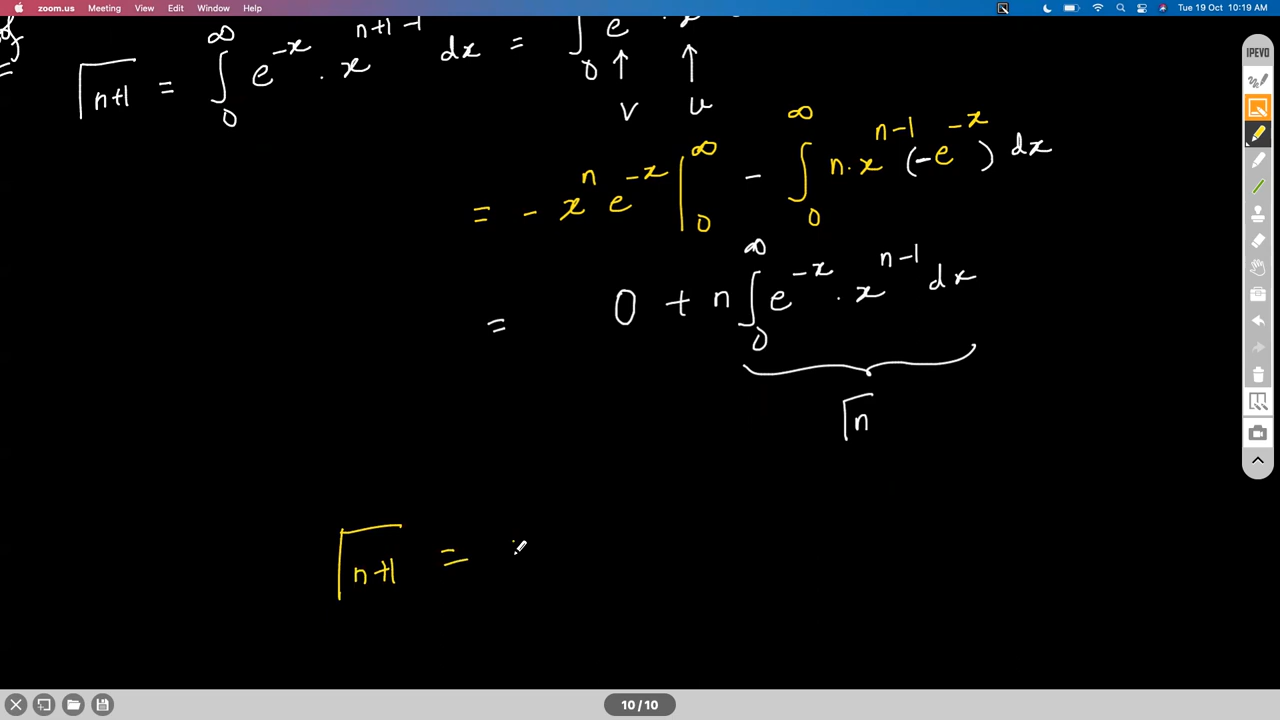 zoom.us Meeting View Edit Window Help Tue 19 Oct 10:19 AM
Γn+1 = ∫₀^∞ e^-x . x^n+1-1 dx = ∫₀ e
v u
= - x^n e^-x |₀^∞ - ∫₀^∞ n·x^n-1 (-e^-x) dx
= 0 + n ∫₀^∞ e^-x . x^n-1 dx
Γn
Γn+1 =
IPEVO
10/10